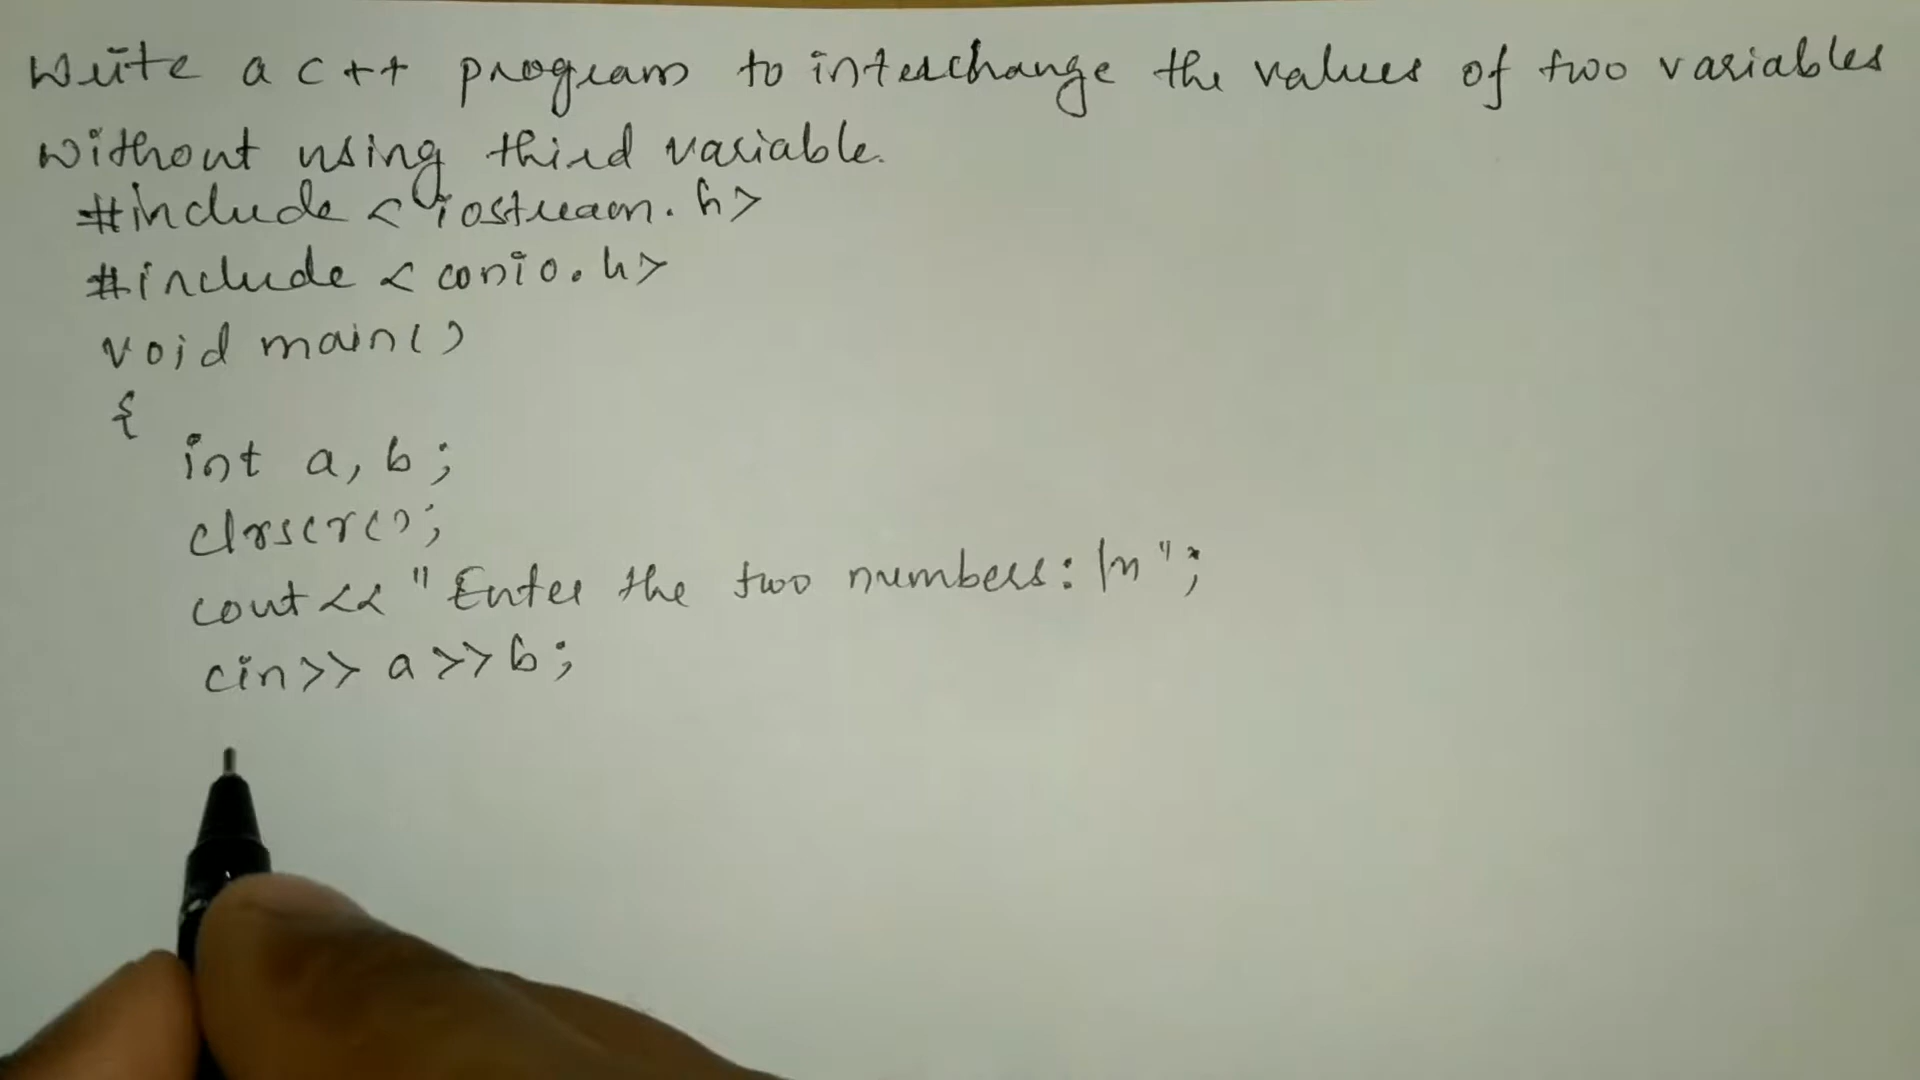 Write a c++ program to interchange the values of two variables
without using third variable.
#include <iostream.h>
#include <conio.h>
void main()
{
int a, b;
clrscr();
cout<<"Enter the two numbers: \n";
cin>>a>>b;